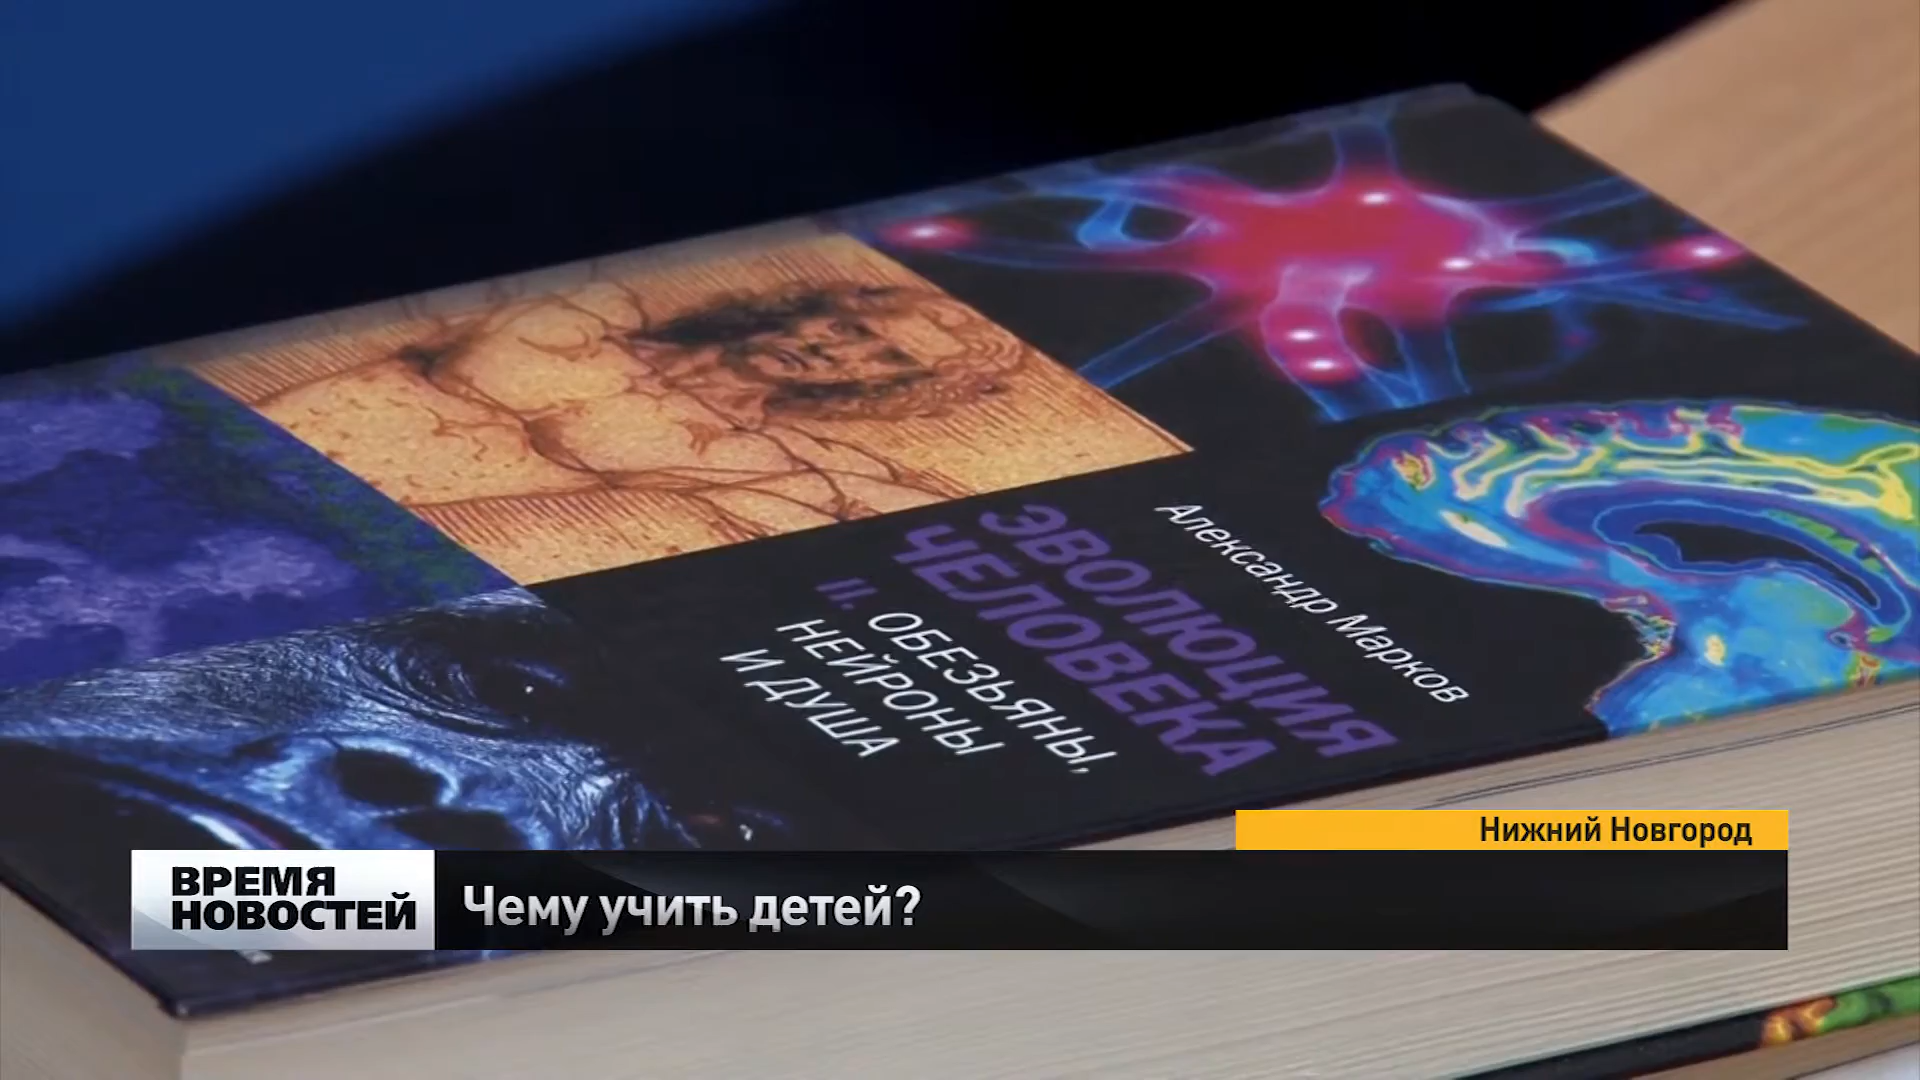 Александр Марков
ЭВОЛЮЦИЯ
ЧЕЛОВЕКА
II. ОБЕЗЬЯНЫ,
НЕЙРОНЫ
И ДУША
Нижний Новгород
ВРЕМЯ
НОВОСТЕЙ
Чему учить детей?